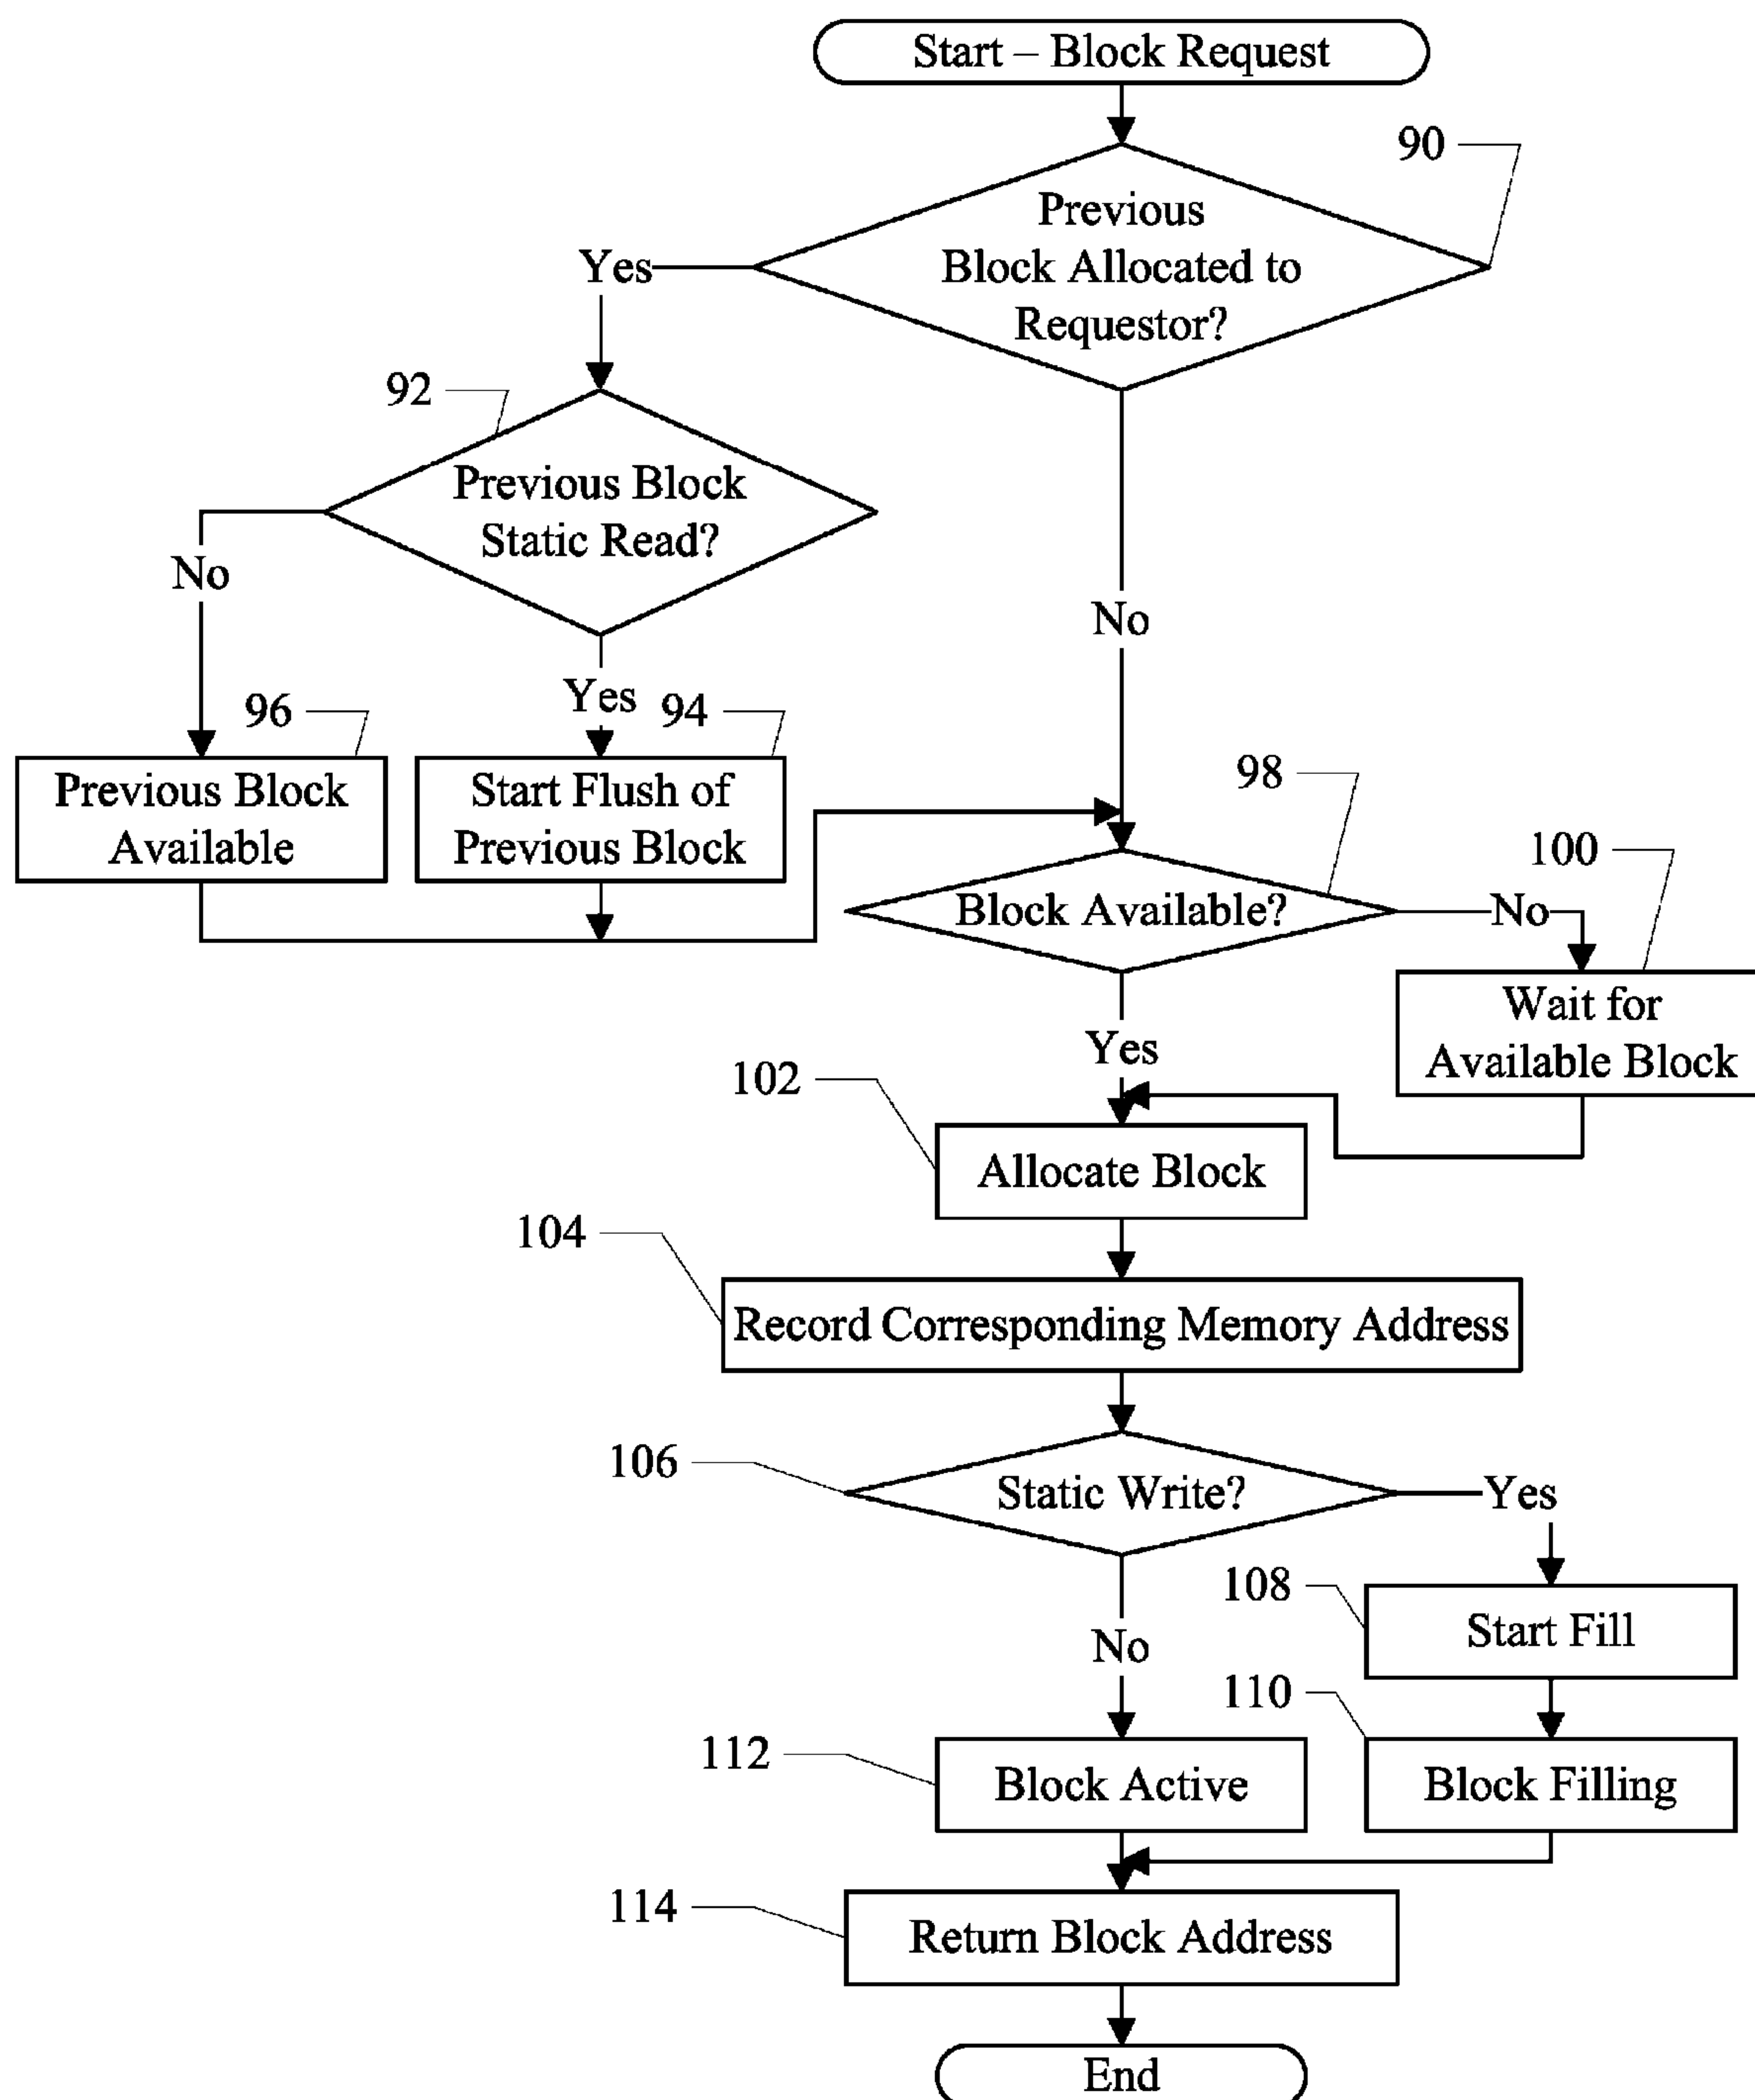 Start – Block Request
90
Previous
Block Allocated to
Requestor?
Yes
92
Previous Block
Static Read?
No
No
Yes
96
94
Previous Block
Available
Start Flush of
Previous Block
98
Block Available?
No
100
Wait for
Available Block
Yes
102
Allocate Block
104
Record Corresponding Memory Address
106
Static Write?
Yes
108
Start Fill
No
110
Block Filling
112
Block Active
114
Return Block Address
End